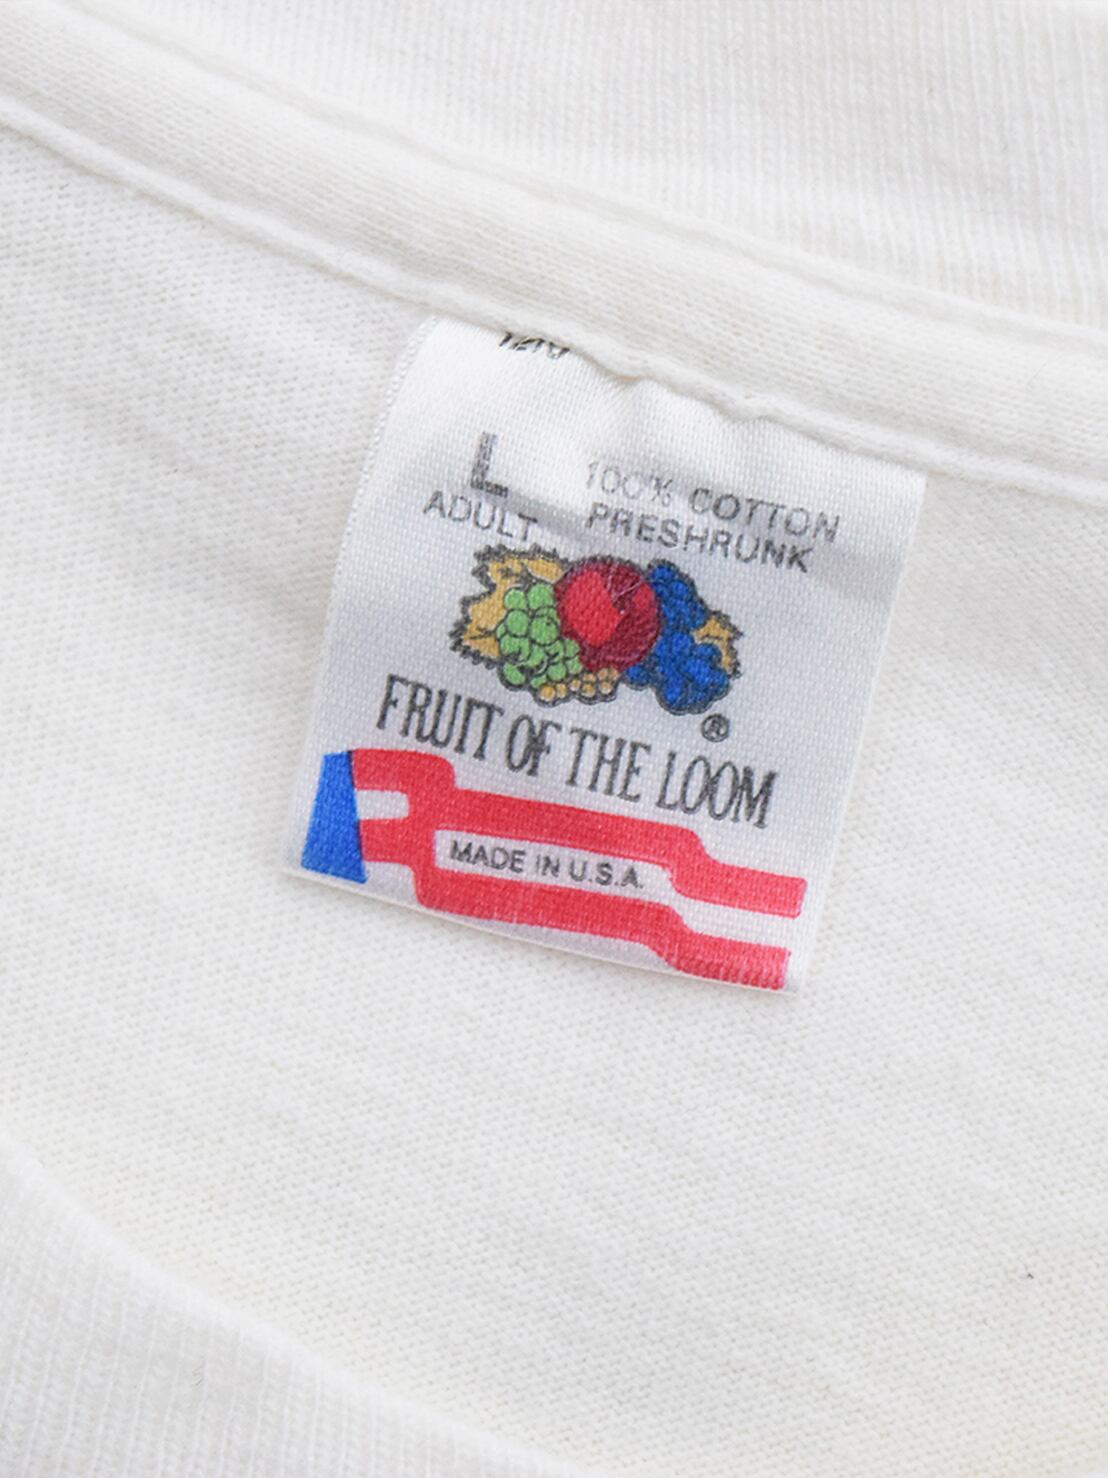 L
ADULT
100% COTTON
PRESHRUNK
®
FRUIT OF THE LOOM
MADE IN U.S.A.